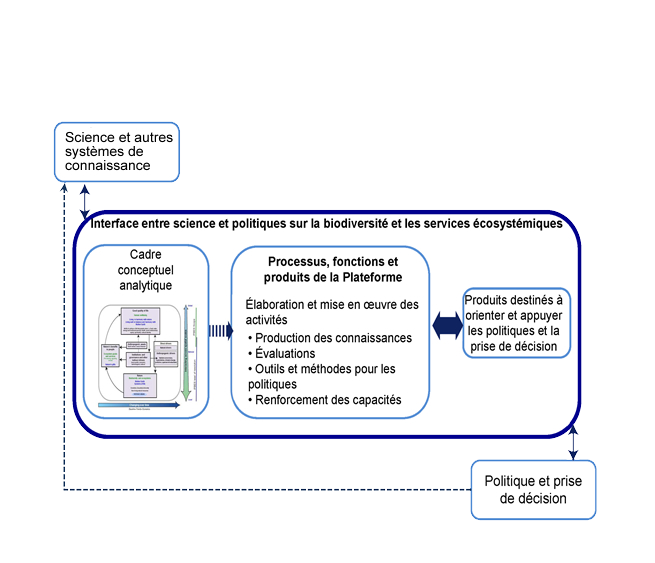 Science et autres
systèmes de
connaissance
Interface entre science et politiques sur la biodiversité et les services écosystémiques
Cadre
conceptuel
analytique
Processus, fonctions et
produits de la Plateforme
Élaboration et mise en œuvre des
activités
• Production des connaissances
• Évaluations
• Outils et méthodes pour les
politiques
• Renforcement des capacités
Produits destinés à
orienter et appuyer
les politiques et la
prise de décision
Politique et prise
de décision